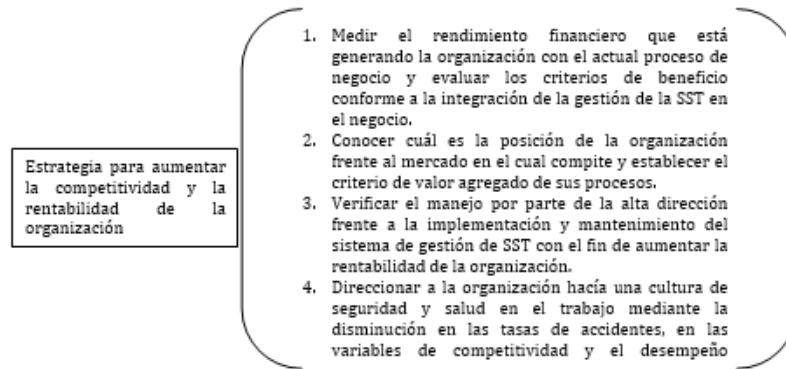 Estrategia para aumentar
la competitividad y la
rentabilidad de la
organización
1. Medir el rendimiento financiero que está
generando la organización con el actual proceso de
negocio y evaluar los criterios de beneficio
conforme a la integración de la gestión de la SST en
el negocio.
2. Conocer cuál es la posición de la organización
frente al mercado en el cual compite y establecer el
criterio de valor agregado de sus procesos.
3. Verificar el manejo por parte de la alta dirección
frente a la implementación y mantenimiento del
sistema de gestión de SST con el fin de aumentar la
rentabilidad de la organización.
4. Direccionar a la organización hacía una cultura de
seguridad y salud en el trabajo mediante la
disminución en las tasas de accidentes, en las
variables de competitividad y el desempeño